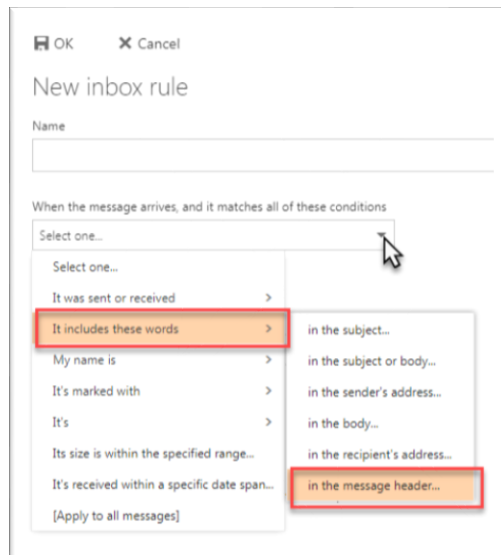 OK Cancel
New inbox rule
Name
When the message arrives, and it matches all of these conditions
Select one...
Select one...
It was sent or received
It includes these words
My name is
It's marked with
It's
Its size is within the specified range...
It's received within a specific date span...
[Apply to all messages]
in the subject...
in the subject or body...
in the sender's address...
in the body...
in the recipient's address...
in the message header...